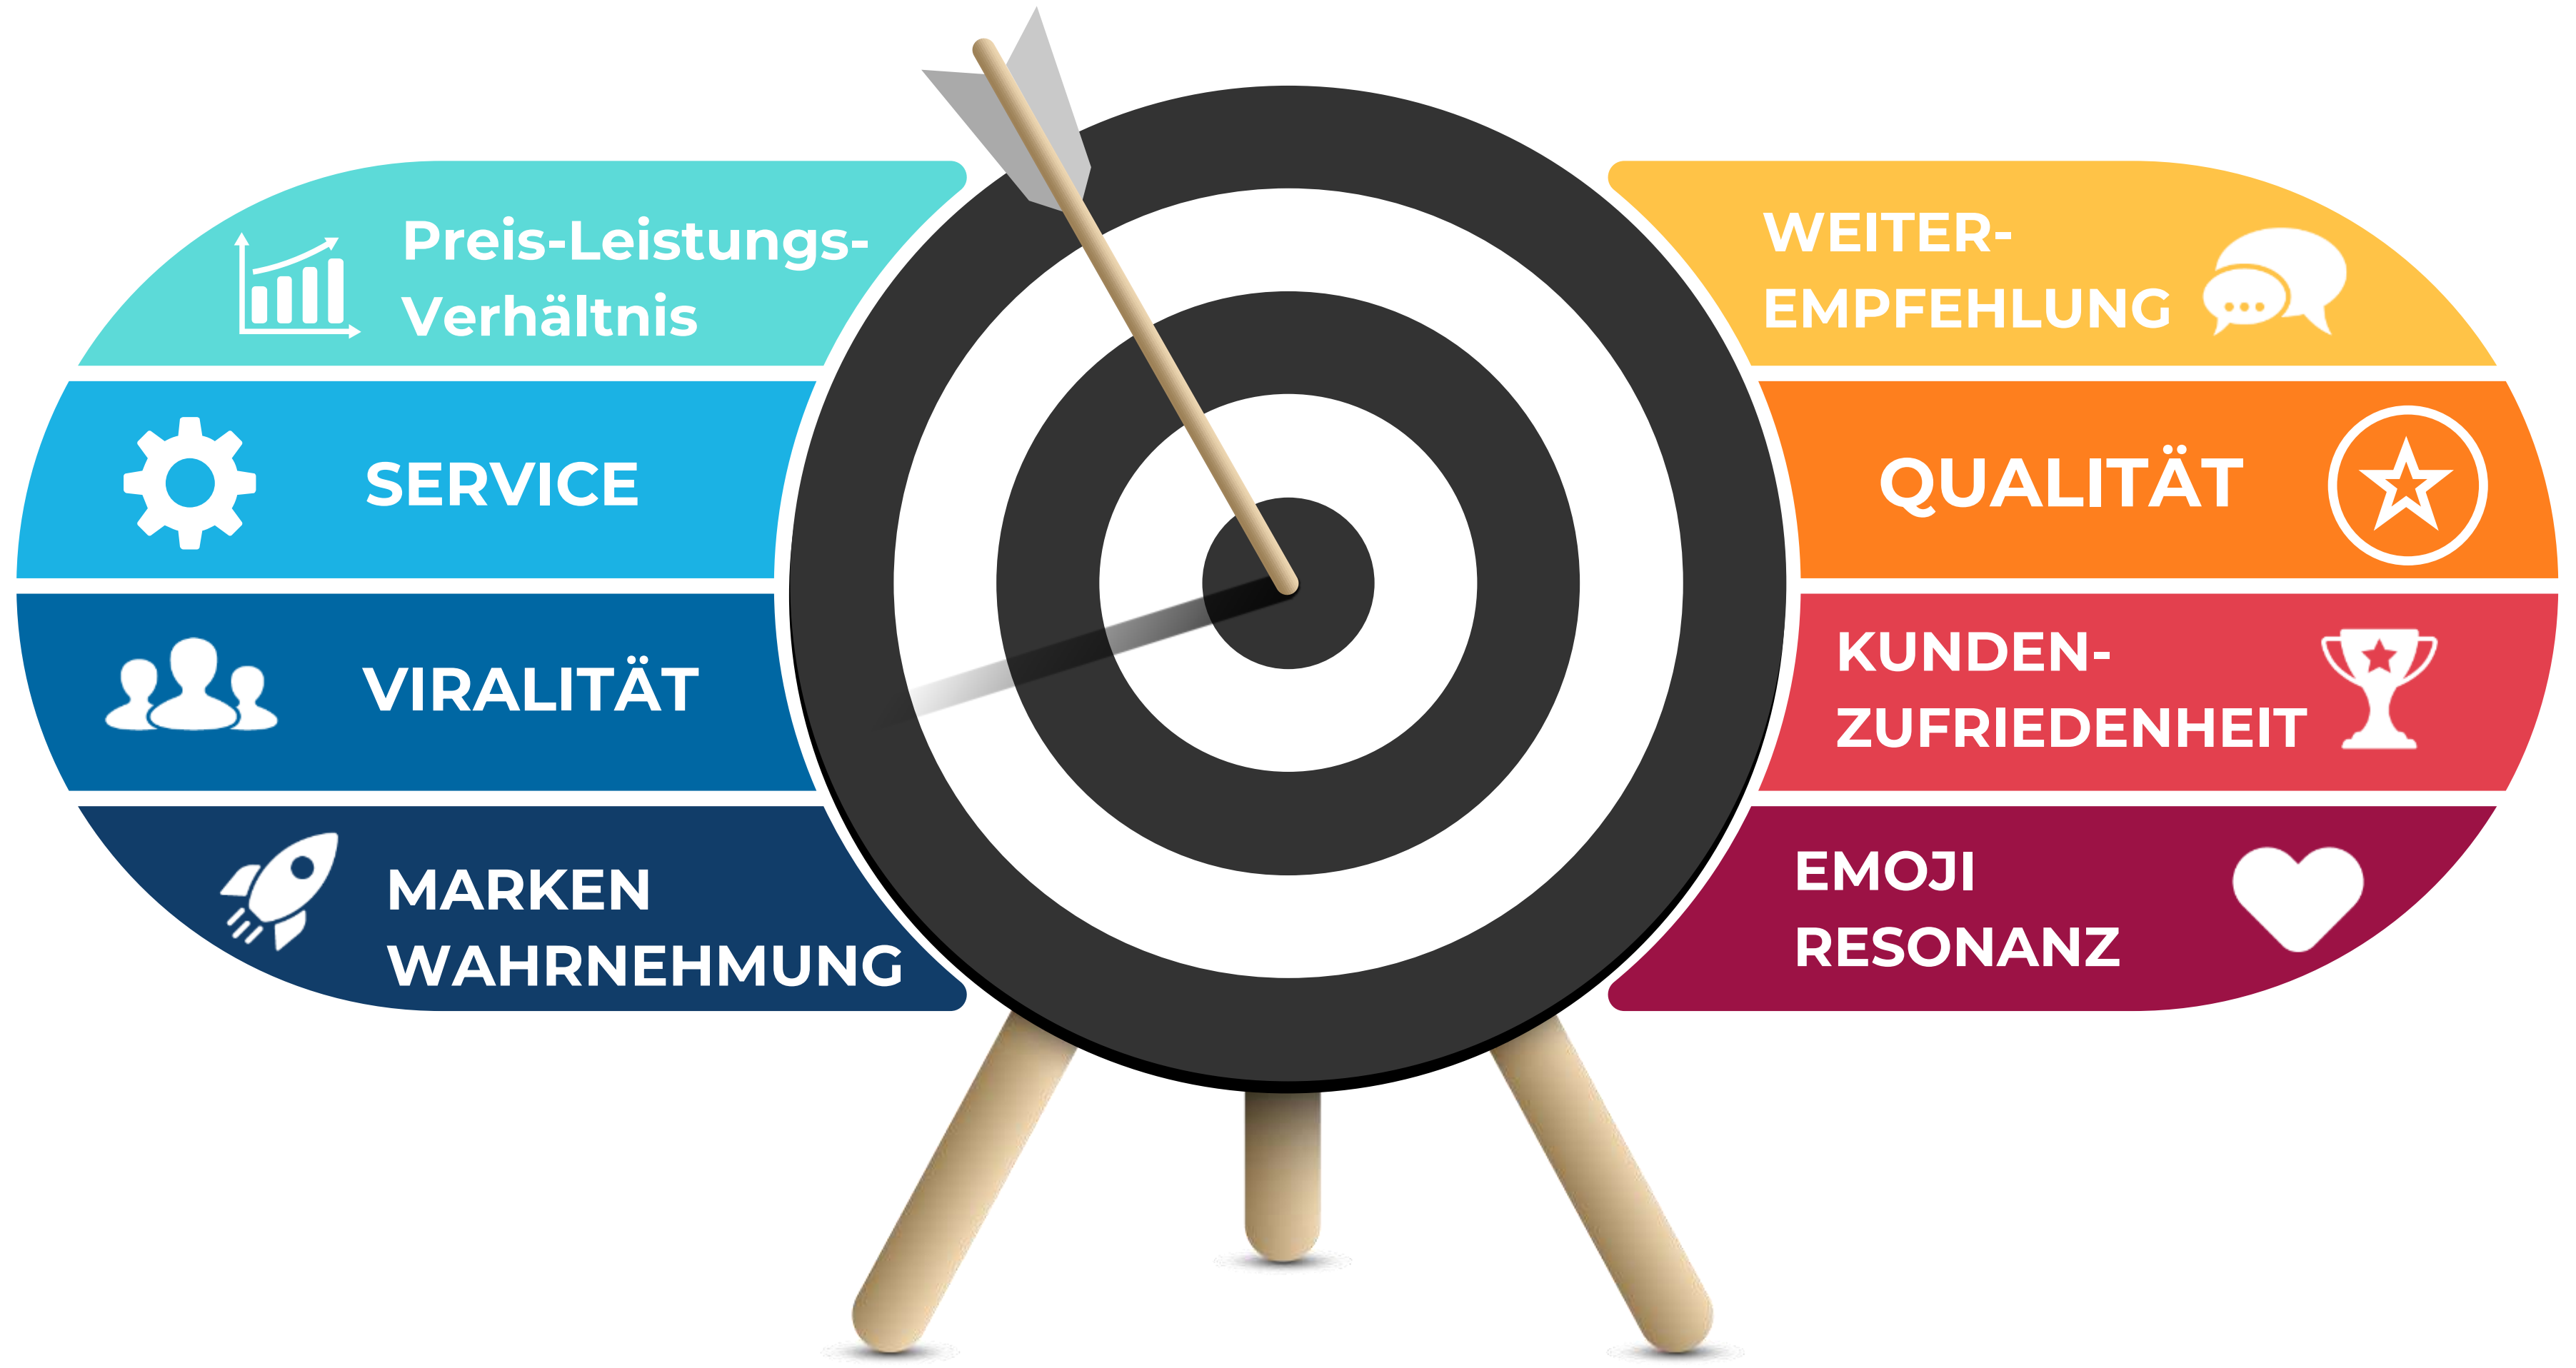 Preis-Leistungs-
Verhältnis
SERVICE
VIRALITÄT
MARKEN
WAHRNEHMUNG
WEITER-
EMPFEHLUNG
QUALITÄT
KUNDEN-
ZUFRIEDENHEIT
EMOJI
RESONANZ